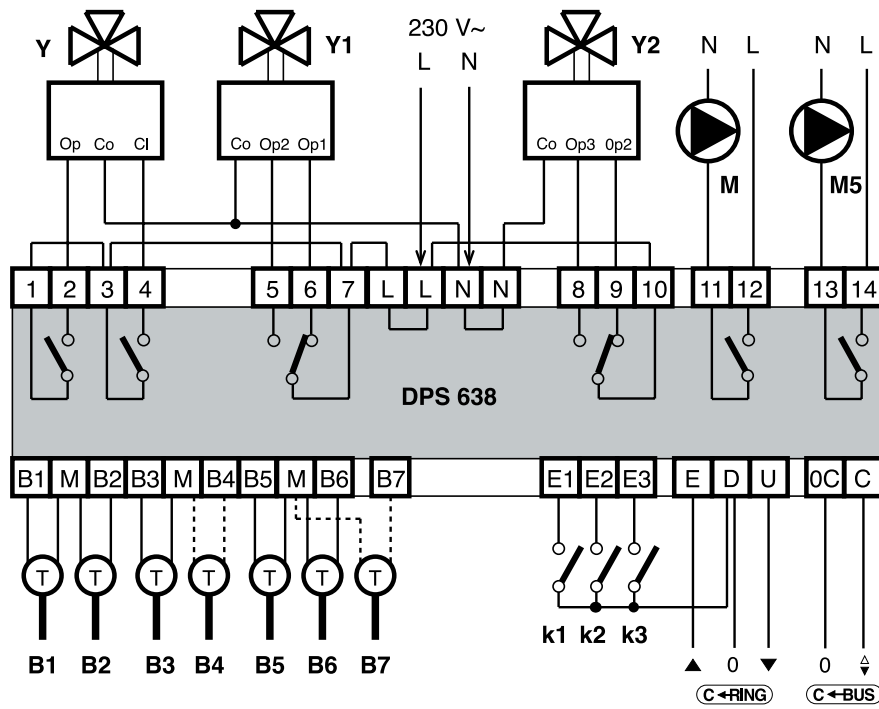 230 V~
Y Y1 L N Y2 N L N L
Op Co Cl Co Op2 Op1 Co Op3 0p2
M M5
1 2 3 4 5 6 7 L L N N 8 9 10 11 12 13 14
DPS 638
B1 M B2 B3 M B4 B5 M B6 B7 E1 E2 E3 E D U 0C C
T T T T T T T
k1 k2 k3
B1 B2 B3 B4 B5 B6 B7 0 0
C RING C BUS